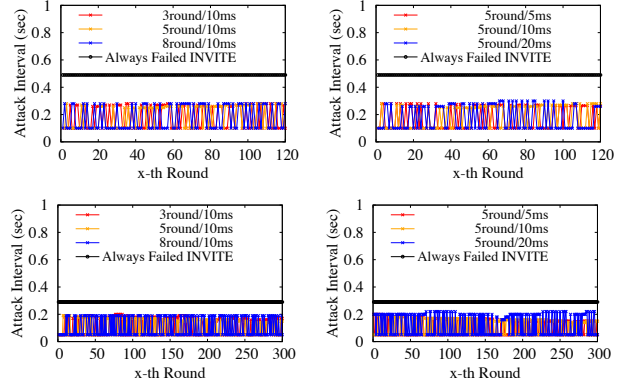 3round/10ms
5round/10ms
8round/10ms
Always Failed INVITE
Attack Interval (sec)
1
0.8
0.6
0.4
0.2
0
0 20 40 60 80 100 120
x-th Round
5round/5ms
5round/10ms
5round/20ms
Always Failed INVITE
Attack Interval (sec)
1
0.8
0.6
0.4
0.2
0
0 20 40 60 80 100 120
x-th Round
3round/10ms
5round/10ms
8round/10ms
Always Failed INVITE
Attack Interval (sec)
1
0.8
0.6
0.4
0.2
0
0 50 100 150 200 250 300
x-th Round
5round/5ms
5round/10ms
5round/20ms
Always Failed INVITE
Attack Interval (sec)
1
0.8
0.6
0.4
0.2
0
0 50 100 150 200 250 300
x-th Round